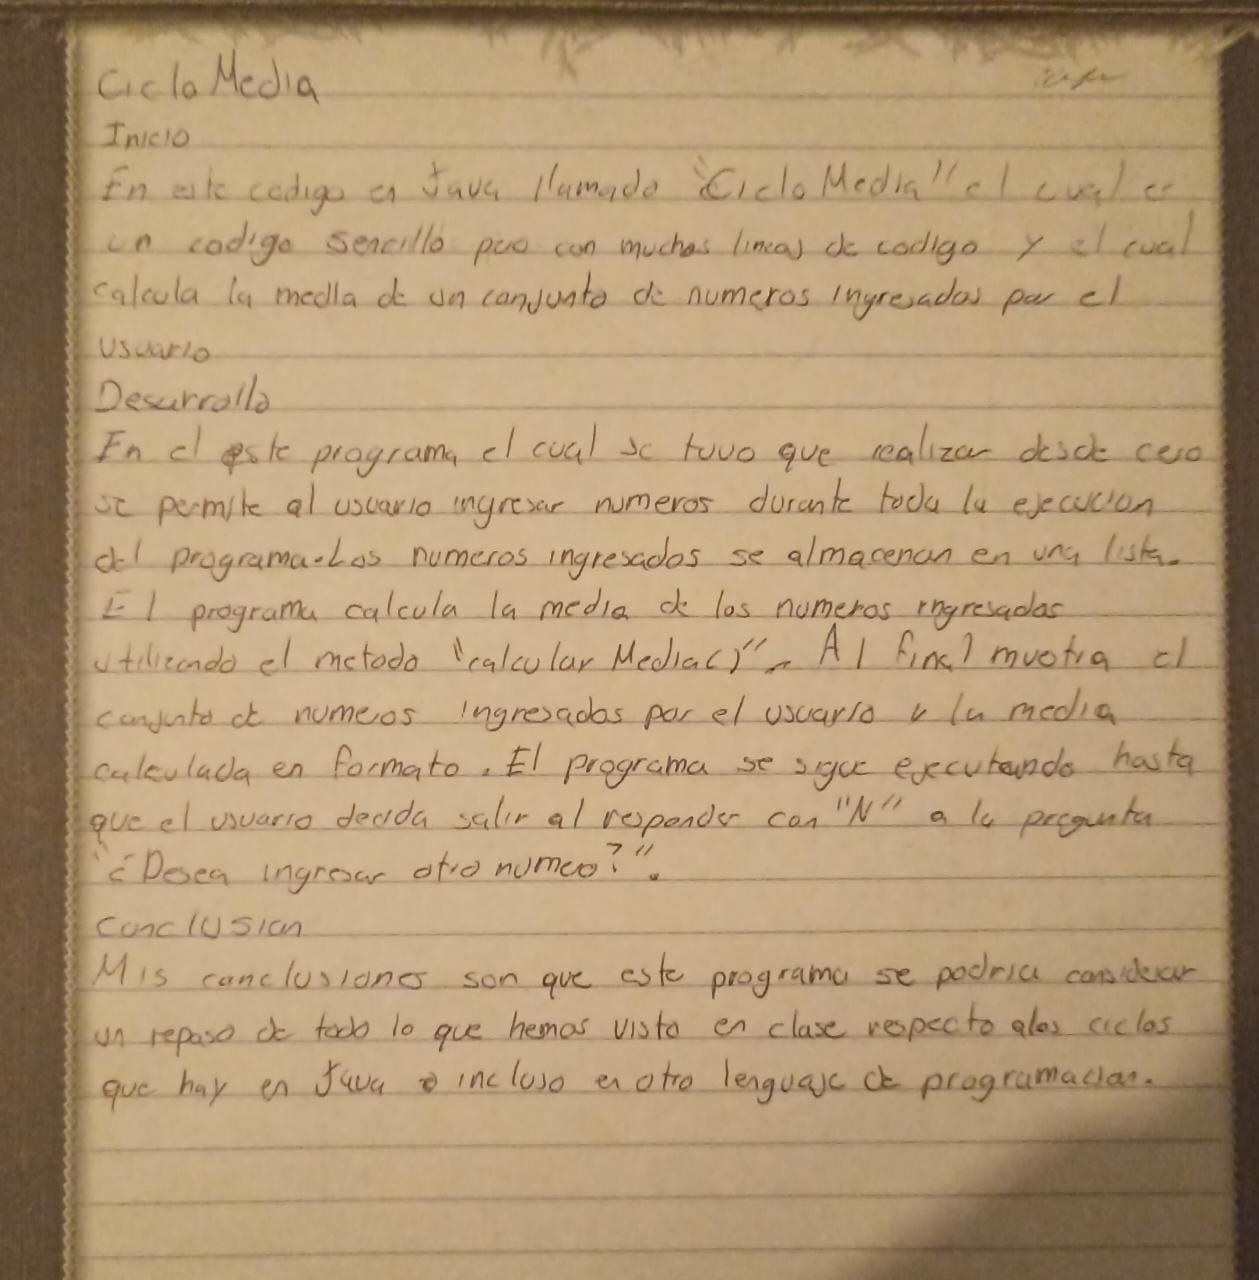 Ciclo Media
Inicio
En este codigo en Java llamado "Ciclo Media" el cual es
un codigo sencillo pero con muchas lineas de codigo y el cual
calcula la media de un conjunto de numeros ingresados por el
usuario
Desarrollo
En el este programa el cual se tuvo que realizar desde cero
se permite al usuario ingresar numeros durante toda la ejecucion
del programa. Los numeros ingresados se almacenan en una lista.
El programa calcula la media de los numeros ingresados
utilizando el metodo "calcular Media()". Al final muestra el
conjunto de numeros ingresados por el usuario y la media
calculada en formato. El programa se sigue ejecutando hasta
que el usuario decida salir al responder con "N" a la pregunta
"¿Desea ingresar otro numero?".
Conclusion
Mis conclusiones son que este programa se podria considerar
un repaso de todo lo que hemos visto en clase respecto a los ciclos
que hay en Java o incluso en otro lenguaje de programacion.